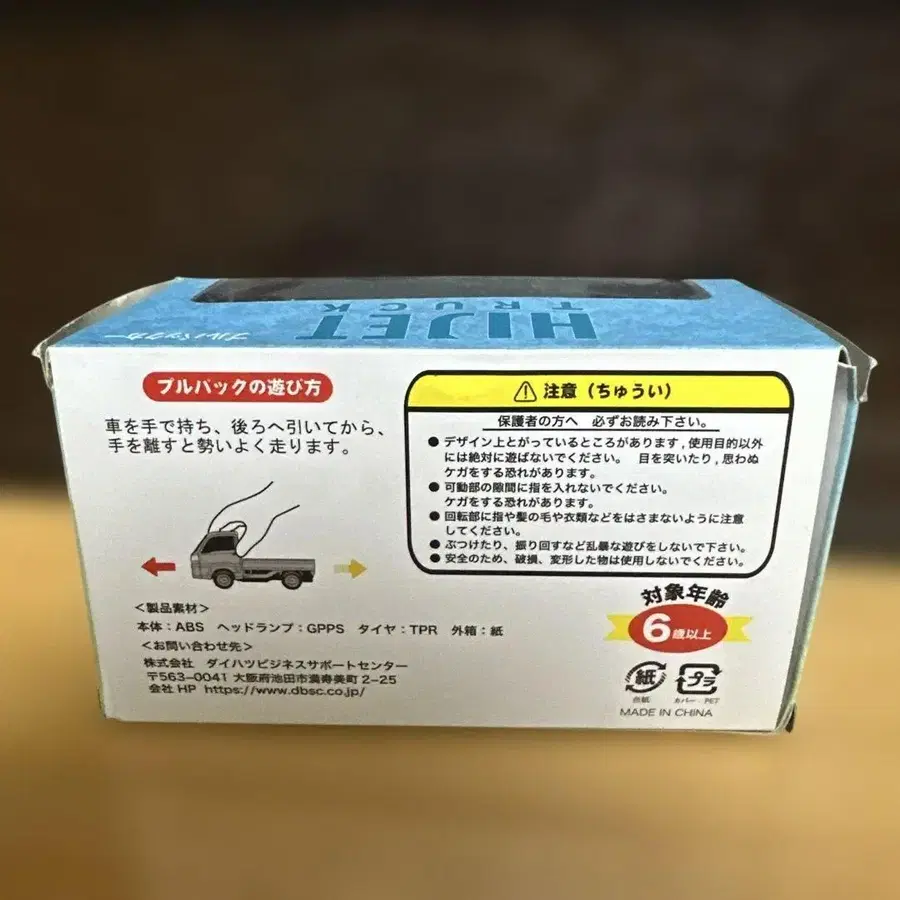 HIJET
TRUCK
プルバックカー
プルバックの遊び方
車を手で持ち、後ろへ引いてから、
手を離すと勢いよく走ります。
注意（ちゅうい）
保護者の方へ 必ずお読み下さい。
● デザイン上とがっているところがあります,使用目的以外
には絶対に遊ばないでください。 目を突いたり,思わぬ
ケガをする恐れがあります。
● 可動部の隙間に指を入れないでください。
ケガをする恐れがあります。
● 回転部に指や髪の毛や衣類などをはさまないように注意
してください。
● ぶつけたり、振り回すなど乱暴な遊びをしないで下さい。
● 安全のため、破損、変形した物は使用しないでください。
＜製品素材＞
本体：ABS ヘッドランプ：GPPS タイヤ：TPR 外箱：紙
＜お問い合わせ先＞
株式会社 ダイハツビジネスサポートセンター
〒563-0041 大阪府池田市満寿美町 2-25
会社 HP https://www.dbsc.co.jp/
対象年齢
6歳以上
紙
プラ
台紙
カバー：PET
MADE IN CHINA